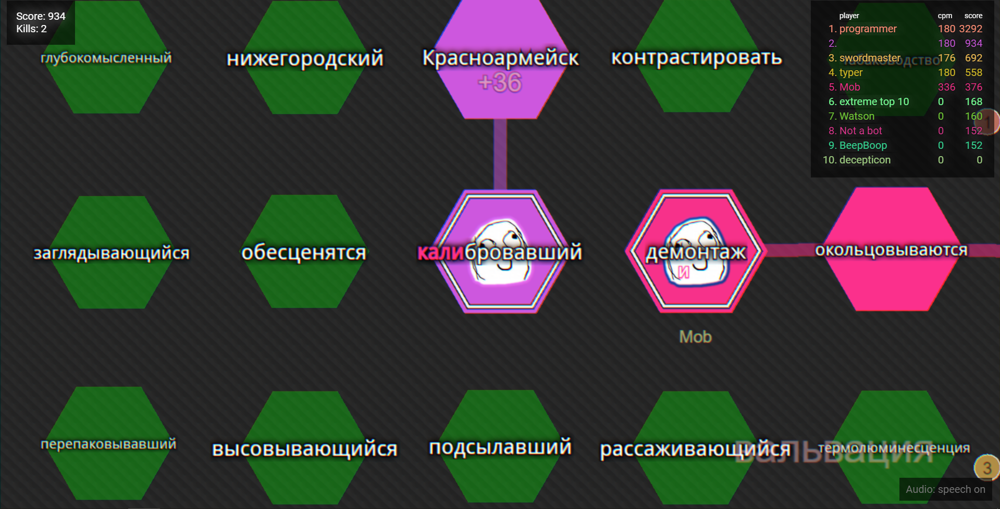 Score: 934
Kills: 2
player cpm score
1. programmer 180 3292
2. 180 934
3. swordmaster 176 692
4. typer 180 558
5. Mob 336 376
6. extreme top 10 0 168
7. Watson 0 160
8. Not a bot 0 152
9. BeepBoop 0 152
10. decepticon 0 0
глубокомысленный
нижегородский
Красноармейск
+36
контрастировать
табаководство
1
заглядывающийся
обесценятся
калибровавший
демонтаж
и
окольцовываются
Mob
перепаковывавший
высовывающийся
подсылавший
рассаживающийся
вальвация
термолюминесценция
3
Audio: speech on